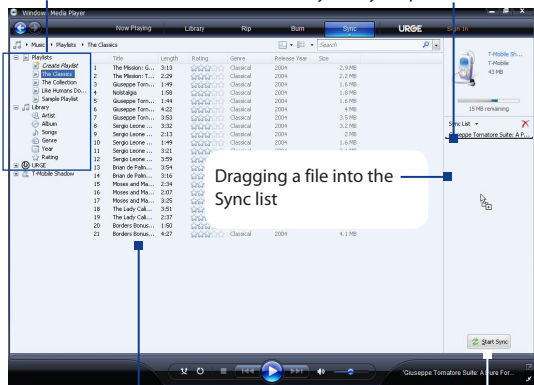 Windows Media Player
Now Playing Library Rip Burn Sync URGE Sign In
Music ▸ Playlists ▸ The Classics
Search
Playlists
Create Playlist
The Classics
The Collection
Like Humans Do...
Sample Playlist
Library
Artist
Album
Songs
Genre
Year
Rating
URGE
T-Mobile Shadow
Title Length Rating Genre Release Year Size
1 The Mission: G... 3:13 Classical 2004 2.9 MB
2 The Mission: T... 2:29 Classical 2004 2.2 MB
3 Giuseppe Torn... 1:49 Classical 2004 1.6 MB
4 Nolstalgia 1:58 Classical 2004 1.8 MB
5 Giuseppe Torn... 1:44 Classical 2004 1.6 MB
6 Giuseppe Torn... 4:22 Classical 2004 4 MB
7 Giuseppe Torn... 3:53 Classical 2004 3.5 MB
8 Sergio Leone ... 3:32 Classical 2004 3.2 MB
9 Sergio Leone ... 2:13 Classical 2004 2 MB
10 Sergio Leone ... 1:49 Classical 2004 1.6 MB
11 Sergio Leone ... 3:21 Classical 2004
12 Sergio Leone ... 3:59
13 Brian de Palm... 3:54
14 Brian de Palm... 3:16
15 Moses and Ma... 2:34
16 Moses and Ma... 2:07
17 Moses and Ma... 3:25
18 The Lady Cali... 3:51
19 The Lady Cali... 2:37
20 Borders Bonus... 1:50
21 Borders Bonus... 4:27 Classical 2004 4.1 MB
Dragging a file into the
Sync list
T-Mobile Sh...
T-Mobile
43 MB
15 MB remaining
Sync List
Giuseppe Tornatore Suite: A P...
Start Sync
'Giuseppe Tornatore Suite: A Pure For...